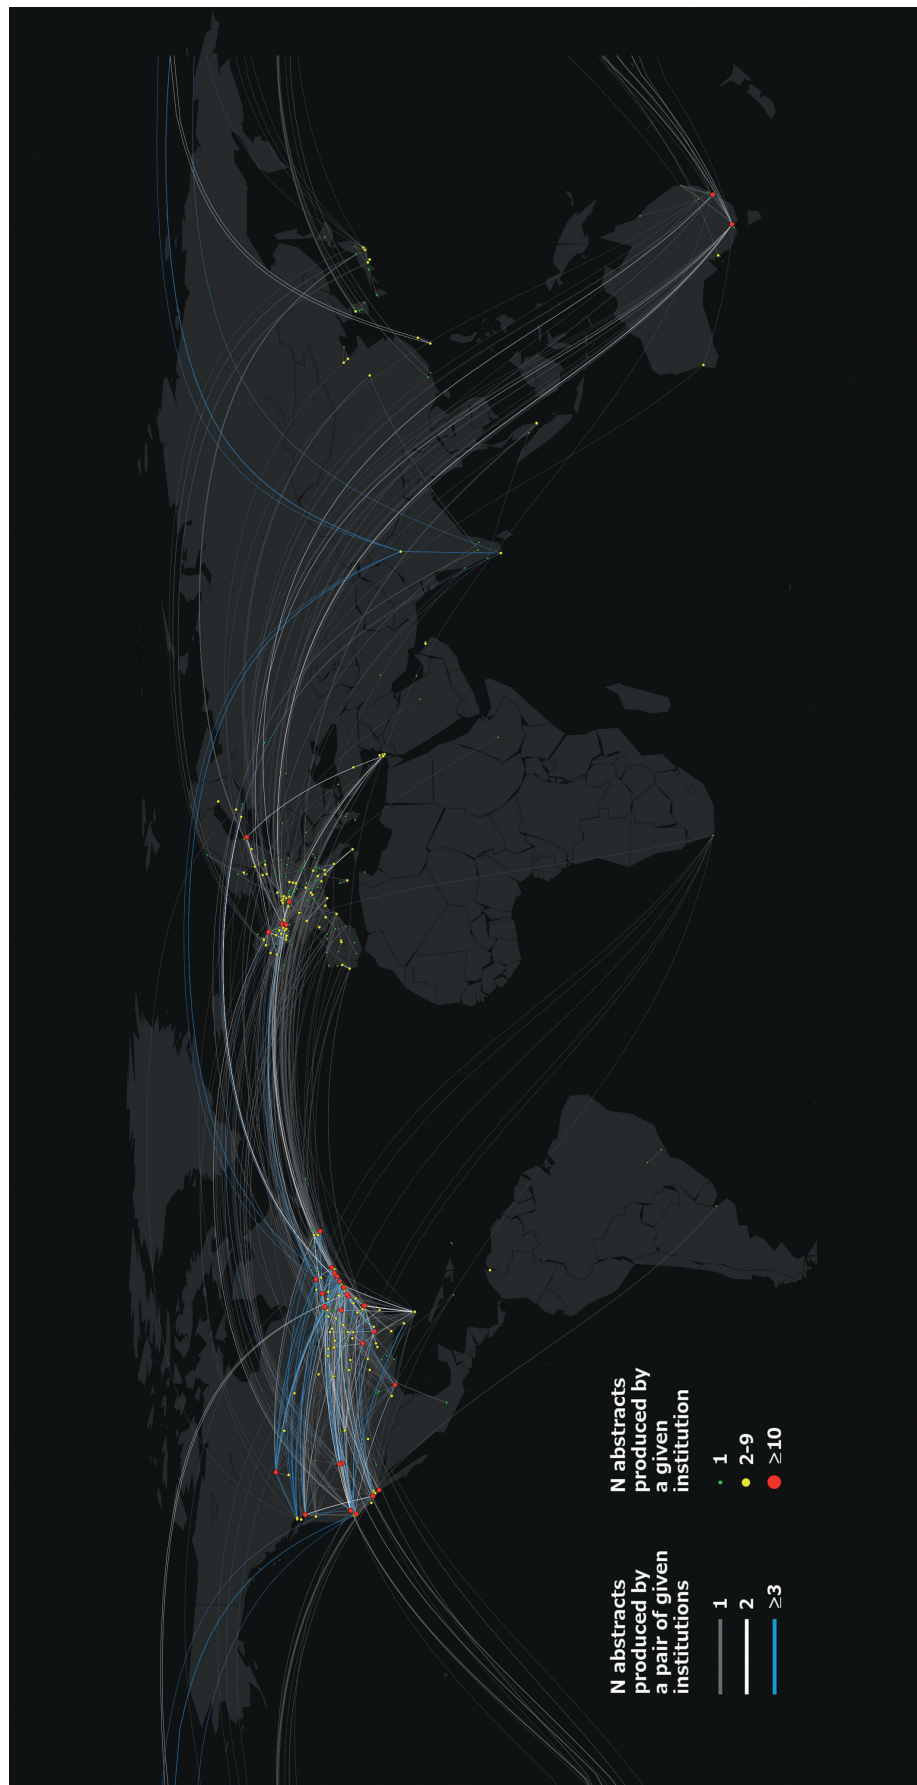 N abstracts
produced by
a pair of given
institutions
1
2
≥3
N abstracts
produced by
a given
institution
1
2-9
≥10